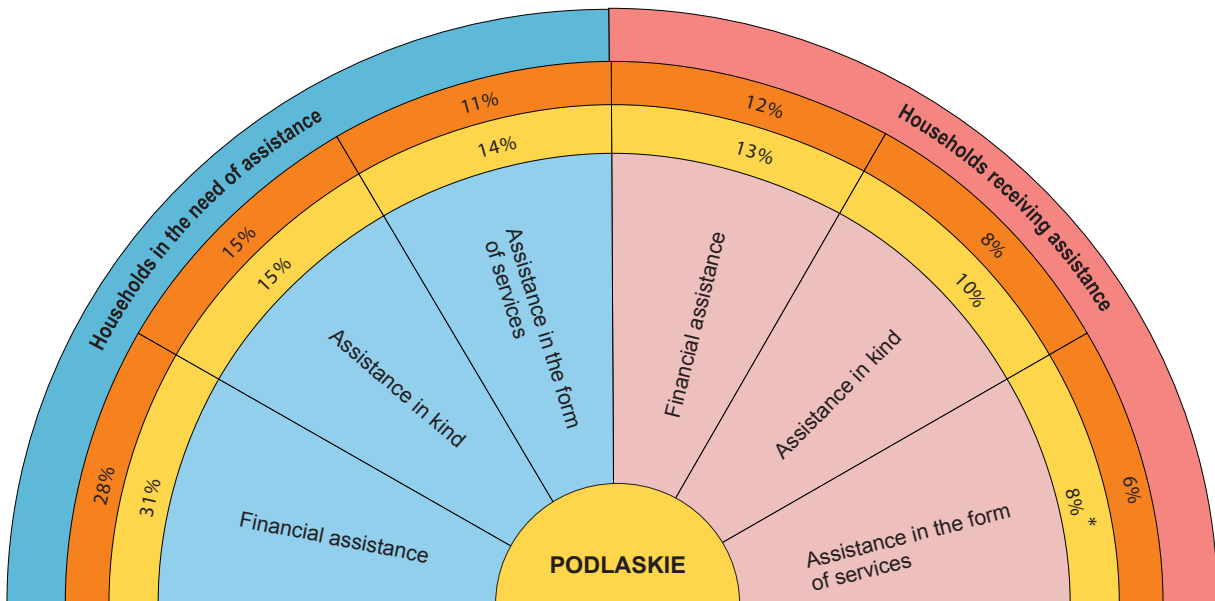 Households in the need of assistance
Households receiving assistance
11%
12%
14%
13%
15%
15%
8%
10%
28%
31%
8% *
6%
Assistance in the form
of services
Financial assistance
Assistance in kind
Assistance in kind
Financial assistance
Assistance in the form
of services
PODLASKIE